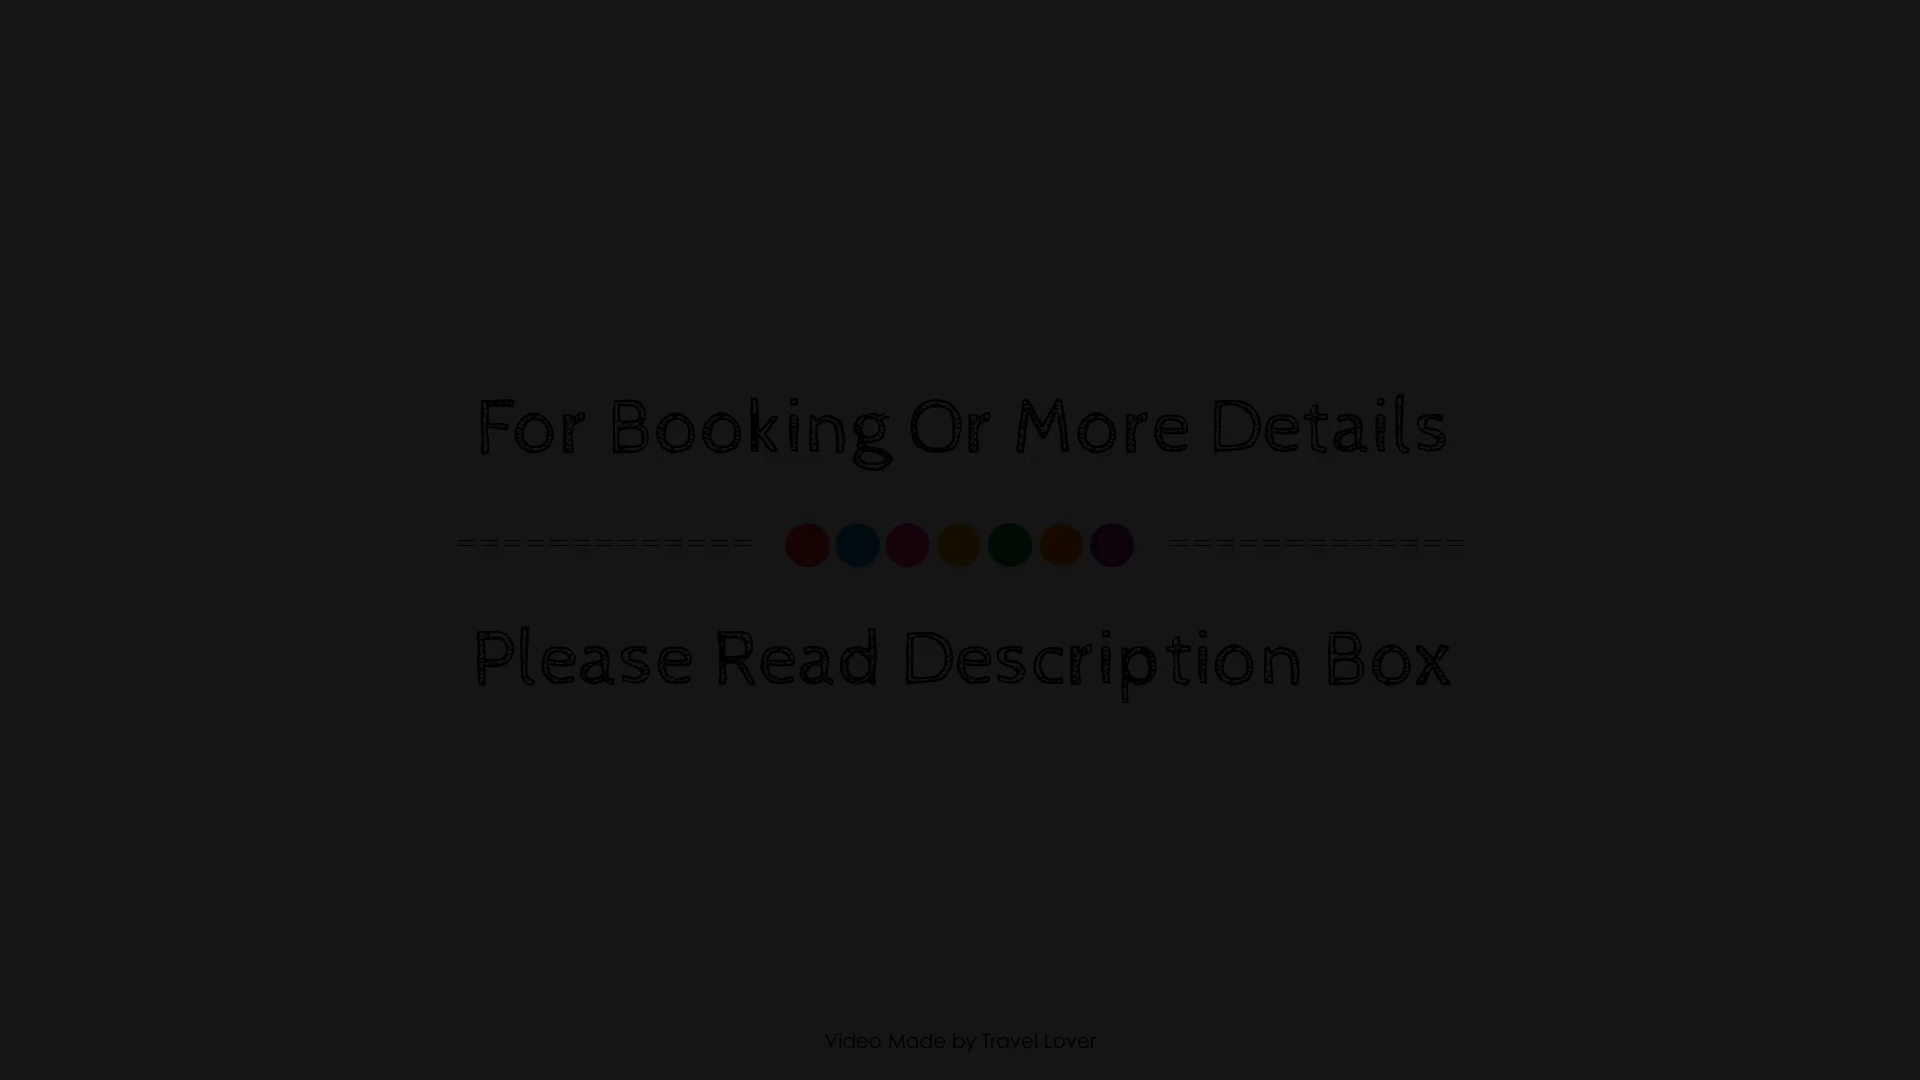 For Booking Or More Details
============= =============
Please Read Description Box
Video Made by Travel Lover